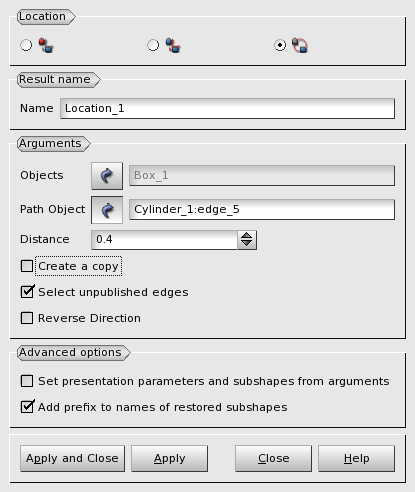 Location
Result name
Name Location_1
Arguments
Objects Box_1
Path Object Cylinder_1:edge_5
Distance 0.4
Create a copy
Select unpublished edges
Reverse Direction
Advanced options
Set presentation parameters and subshapes from arguments
Add prefix to names of restored subshapes
Apply and Close Apply Close Help